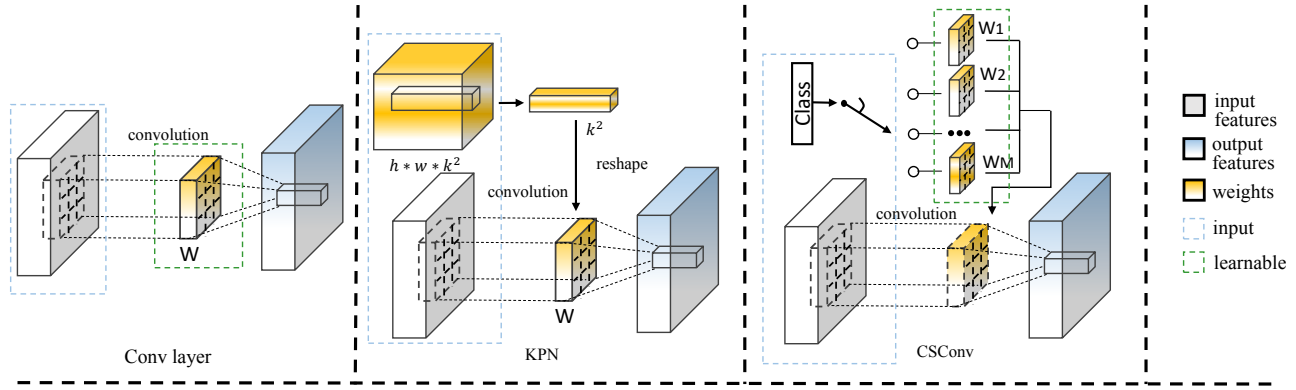 convolution
W
Conv layer
h ∗ w ∗ k²
k²
reshape
convolution
W
KPN
Class
W1
W2
•••
WM
convolution
CSConv
input
features
output
features
weights
input
learnable